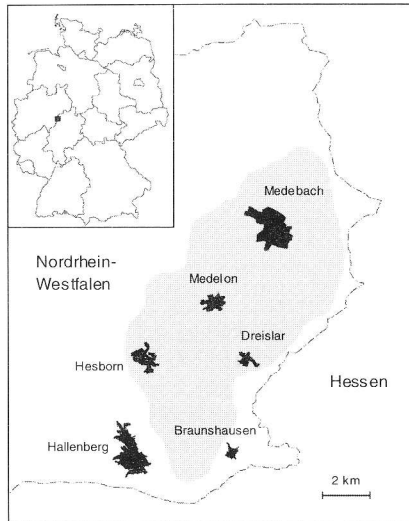 Medebach
Nordrhein-
Westfalen
Medelon
Dreislar
Hesborn
Hessen
Braunshausen
Hallenberg
2 km